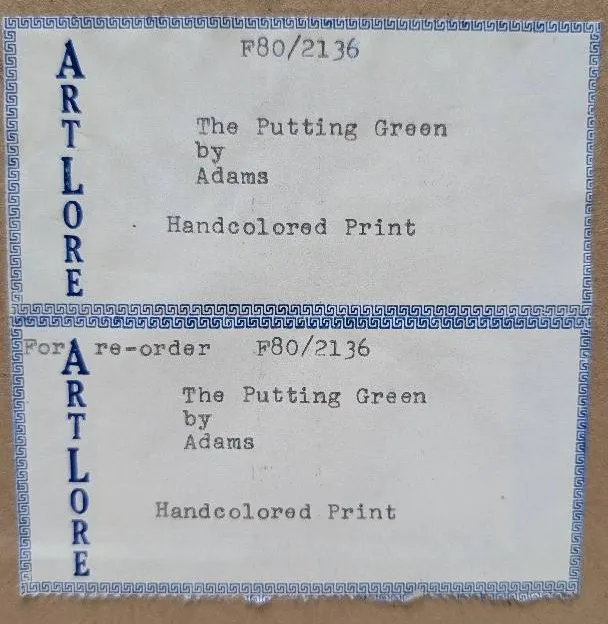 ARTLORE
F80/2136
The Putting Green
by
Adams
Handcolored Print
ARTLORE
For re-order F80/2136
The Putting Green
by
Adams
Handcolored Print